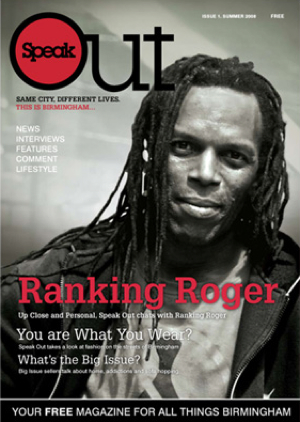 ISSUE 1, SUMMER 2008 FREE
Speak
Out
SAME CITY, DIFFERENT LIVES.
THIS IS BIRMINGHAM...
NEWS
INTERVIEWS
FEATURES
COMMENT
LIFESTYLE
Ranking Roger
Up Close and Personal, Speak Out chats with Ranking Roger
You are What You Wear?
Speak Out takes a look at fashion on the streets of Birmingham
What's the Big Issue?
Big Issue sellers talk about home, addictions and
YOUR FREE MAGAZINE FOR ALL THINGS BIRMINGHAM